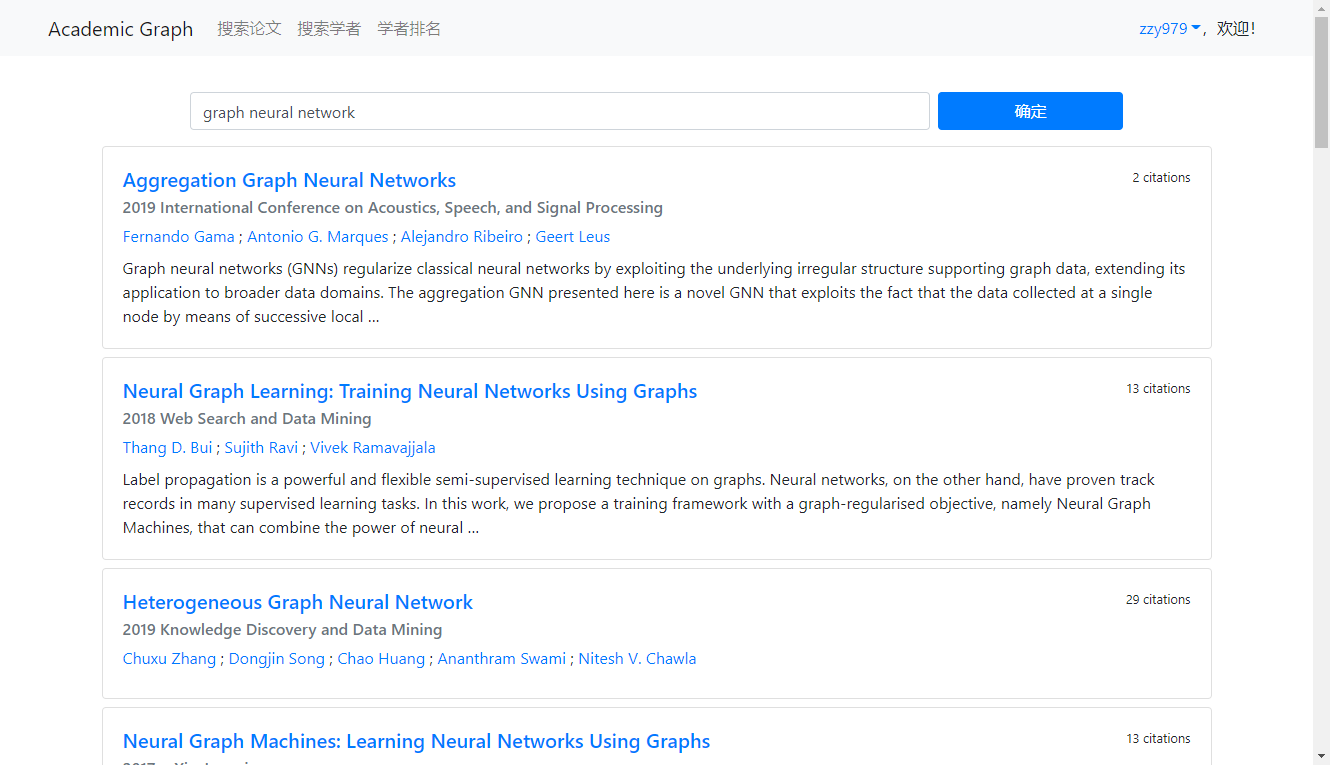 Academic Graph 搜索论文 搜索学者 学者排名 zzy979 ，欢迎！
graph neural network 确定
Aggregation Graph Neural Networks 2 citations
2019 International Conference on Acoustics, Speech, and Signal Processing
Fernando Gama ; Antonio G. Marques ; Alejandro Ribeiro ; Geert Leus
Graph neural networks (GNNs) regularize classical neural networks by exploiting the underlying irregular structure supporting graph data, extending its
application to broader data domains. The aggregation GNN presented here is a novel GNN that exploits the fact that the data collected at a single
node by means of successive local ...
Neural Graph Learning: Training Neural Networks Using Graphs 13 citations
2018 Web Search and Data Mining
Thang D. Bui ; Sujith Ravi ; Vivek Ramavajjala
Label propagation is a powerful and flexible semi-supervised learning technique on graphs. Neural networks, on the other hand, have proven track
records in many supervised learning tasks. In this work, we propose a training framework with a graph-regularised objective, namely Neural Graph
Machines, that can combine the power of neural ...
Heterogeneous Graph Neural Network 29 citations
2019 Knowledge Discovery and Data Mining
Chuxu Zhang ; Dongjin Song ; Chao Huang ; Ananthram Swami ; Nitesh V. Chawla
Neural Graph Machines: Learning Neural Networks Using Graphs 13 citations